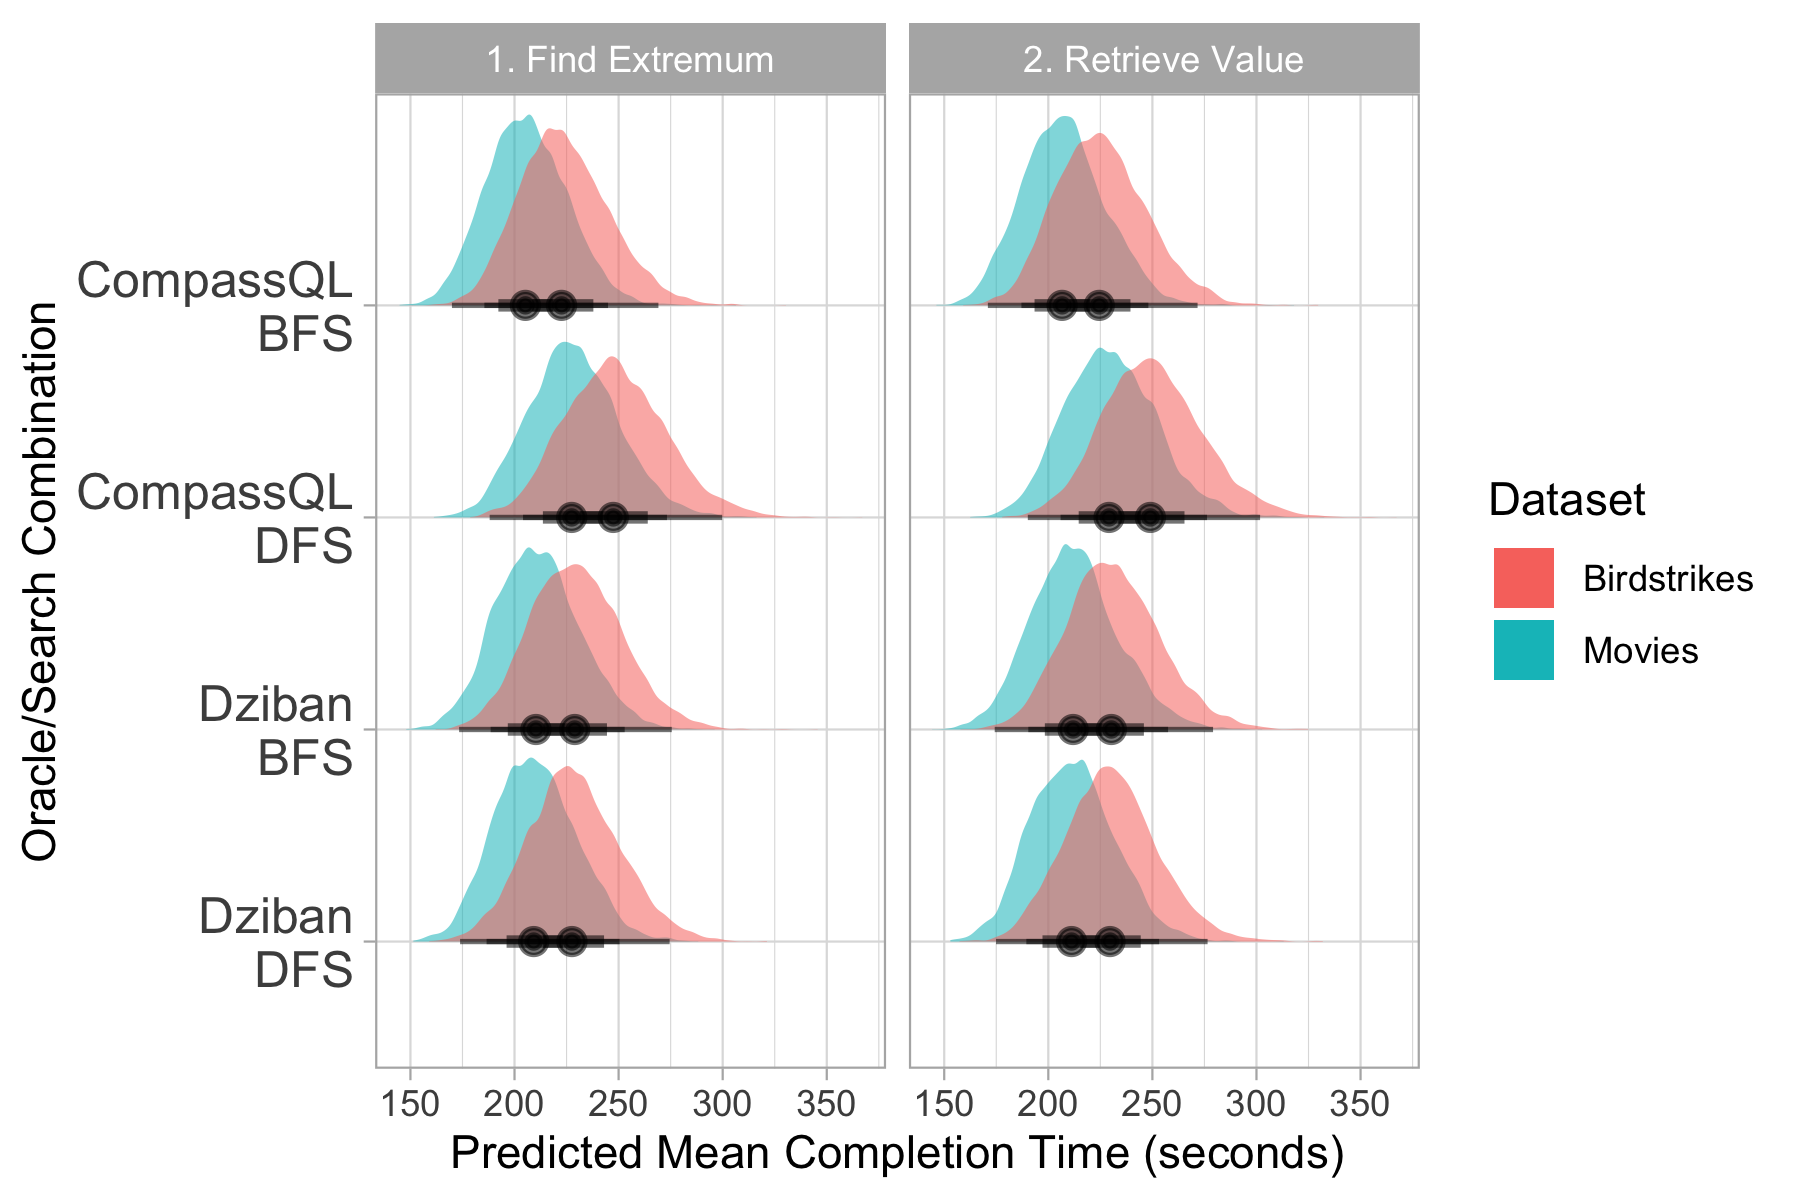 1. Find Extremum
2. Retrieve Value
Oracle/Search Combination
CompassQL
BFS
CompassQL
DFS
Dziban
BFS
Dziban
DFS
150 200 250 300 350
150 200 250 300 350
Predicted Mean Completion Time (seconds)
Dataset
Birdstrikes
Movies